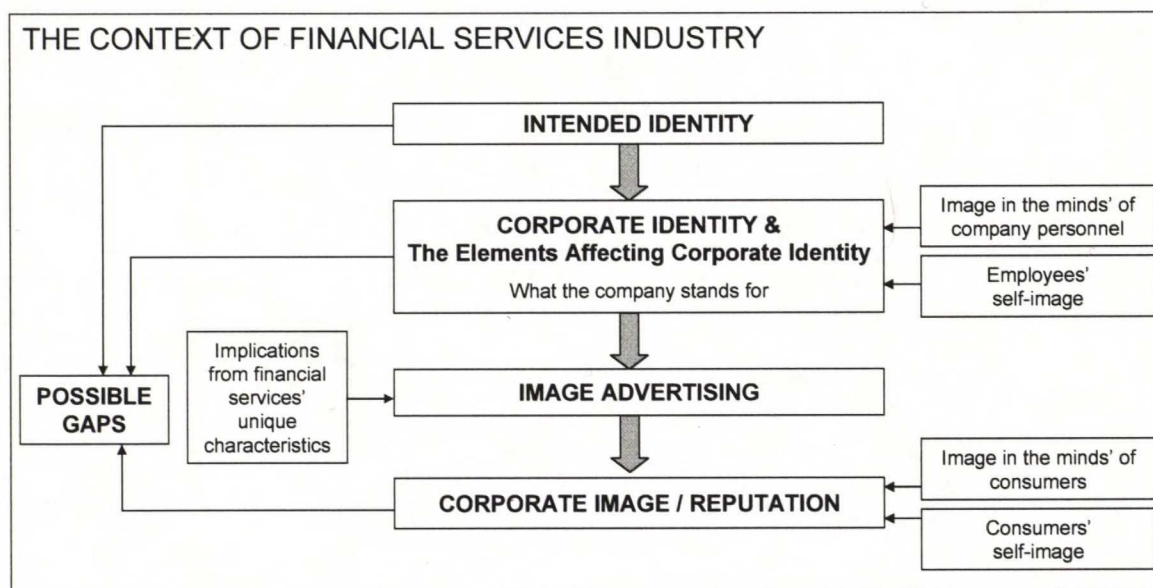 THE CONTEXT OF FINANCIAL SERVICES INDUSTRY
INTENDED IDENTITY
CORPORATE IDENTITY &
The Elements Affecting Corporate Identity
What the company stands for
Image in the minds' of
company personnel
Employees'
self-image
Implications
from financial
services'
unique
characteristics
IMAGE ADVERTISING
POSSIBLE
GAPS
CORPORATE IMAGE / REPUTATION
Image in the minds' of
consumers
Consumers'
self-image